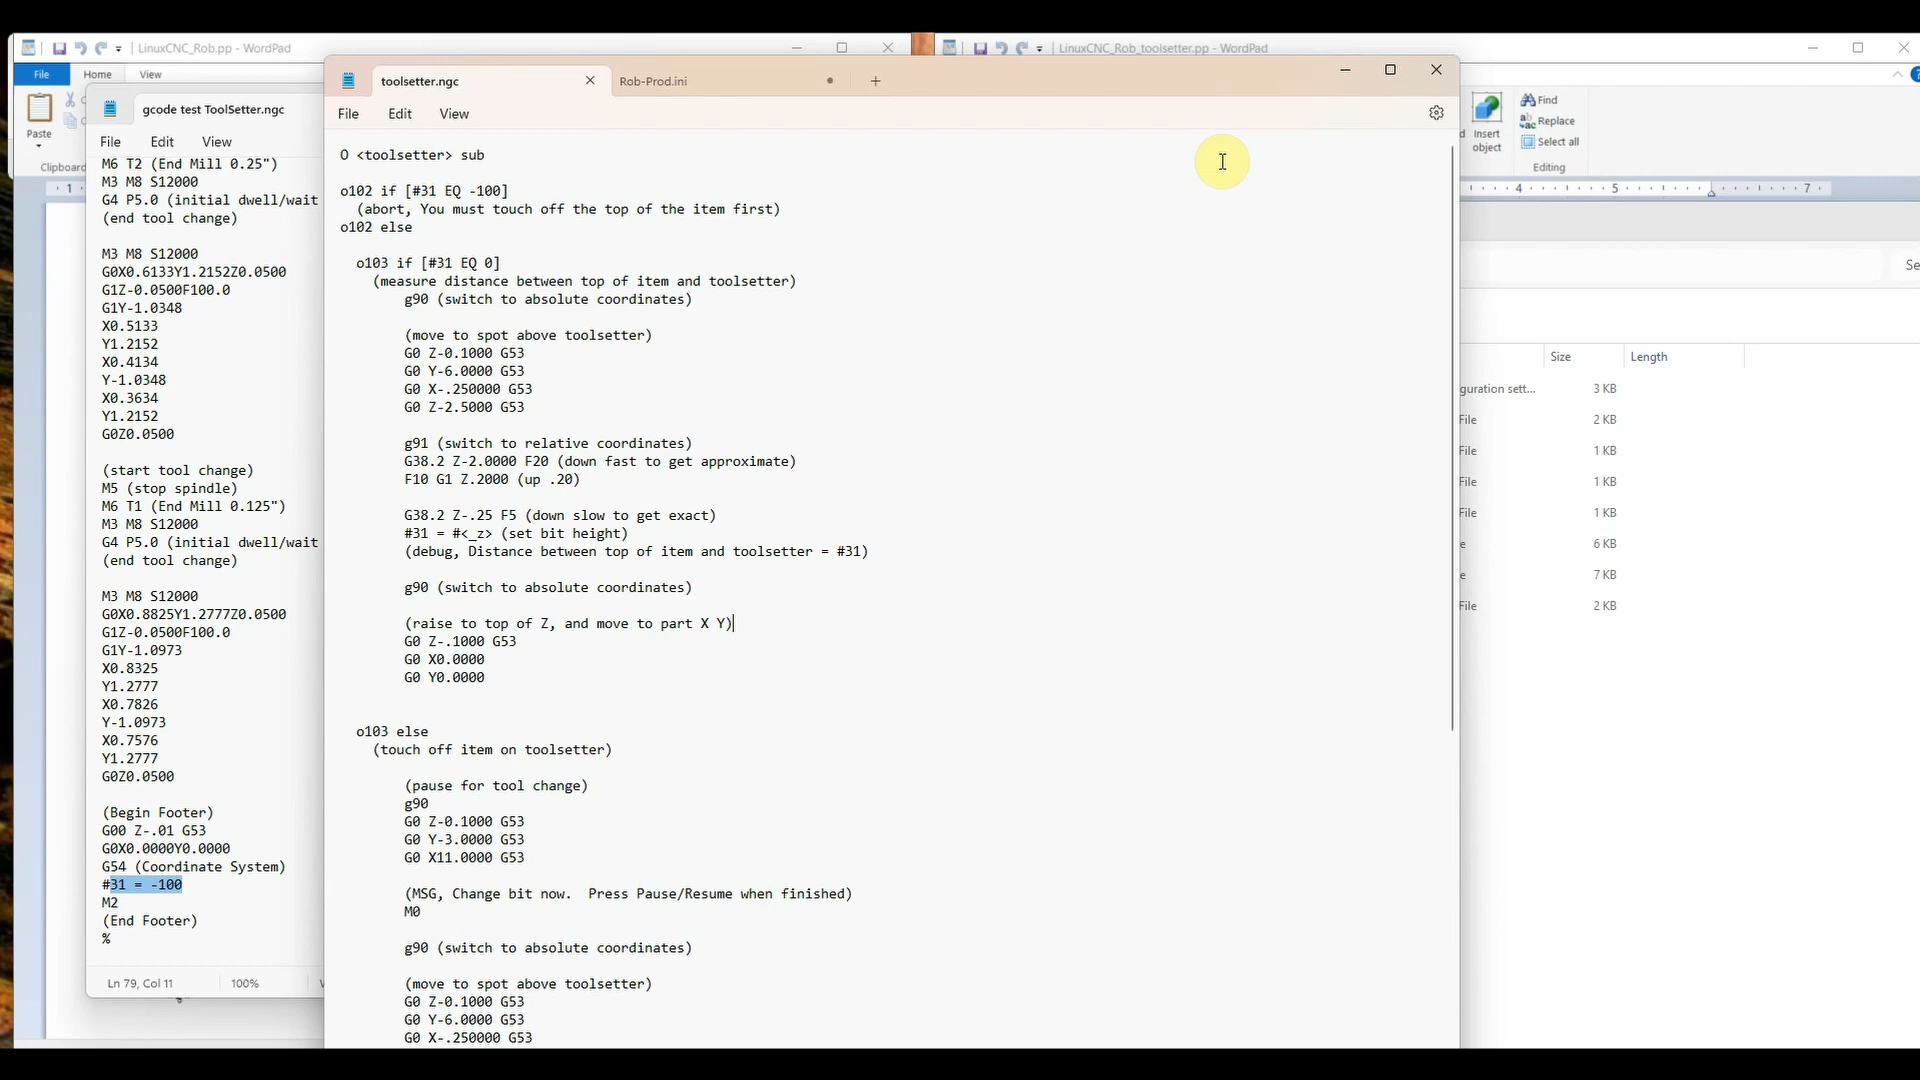 LinuxCNC_Rob.pp - WordPad
LinuxCNC_Rob_toolsetter.pp - WordPad
File Home View
Paste
Clipboard
1
gcode test ToolSetter.ngc
File Edit View
M6 T2 (End Mill 0.25")
M3 M8 S12000
G4 P5.0 (initial dwell/wait
(end tool change)
M3 M8 S12000
G0X0.6133Y1.2152Z0.0500
G1Z-0.0500F100.0
G1Y-1.0348
X0.5133
Y1.2152
X0.4134
Y-1.0348
X0.3634
Y1.2152
G0Z0.0500
(start tool change)
M5 (stop spindle)
M6 T1 (End Mill 0.125")
M3 M8 S12000
G4 P5.0 (initial dwell/wait
(end tool change)
M3 M8 S12000
G0X0.8825Y1.2777Z0.0500
G1Z-0.0500F100.0
G1Y-1.0973
X0.8325
Y1.2777
X0.7826
Y-1.0973
X0.7576
Y1.2777
G0Z0.0500
(Begin Footer)
G00 Z-.01 G53
G0X0.0000Y0.0000
G54 (Coordinate System)
#31 = -100
M2
(End Footer)
%
Ln 79, Col 11 100%
toolsetter.ngc
Rob-Prod.ini
File Edit View
O <toolsetter> sub
o102 if [#31 EQ -100]
(abort, You must touch off the top of the item first)
o102 else
o103 if [#31 EQ 0]
(measure distance between top of item and toolsetter)
g90 (switch to absolute coordinates)
(move to spot above toolsetter)
G0 Z-0.1000 G53
G0 Y-6.0000 G53
G0 X-.250000 G53
G0 Z-2.5000 G53
g91 (switch to relative coordinates)
G38.2 Z-2.0000 F20 (down fast to get approximate)
F10 G1 Z.2000 (up .20)
G38.2 Z-.25 F5 (down slow to get exact)
#31 = #<_z> (set bit height)
(debug, Distance between top of item and toolsetter = #31)
g90 (switch to absolute coordinates)
(raise to top of Z, and move to part X Y)
G0 Z-.1000 G53
G0 X0.0000
G0 Y0.0000
o103 else
(touch off item on toolsetter)
(pause for tool change)
g90
G0 Z-0.1000 G53
G0 Y-3.0000 G53
G0 X11.0000 G53
(MSG, Change bit now.  Press Pause/Resume when finished)
M0
g90 (switch to absolute coordinates)
(move to spot above toolsetter)
G0 Z-0.1000 G53
G0 Y-6.0000 G53
G0 X-.250000 G53
Insert
object
Find
Replace
Select all
Editing
4 5 7
Se
Size Length
guration sett... 3 KB
File 2 KB
File 1 KB
File 1 KB
File 1 KB
e 6 KB
e 7 KB
File 2 KB